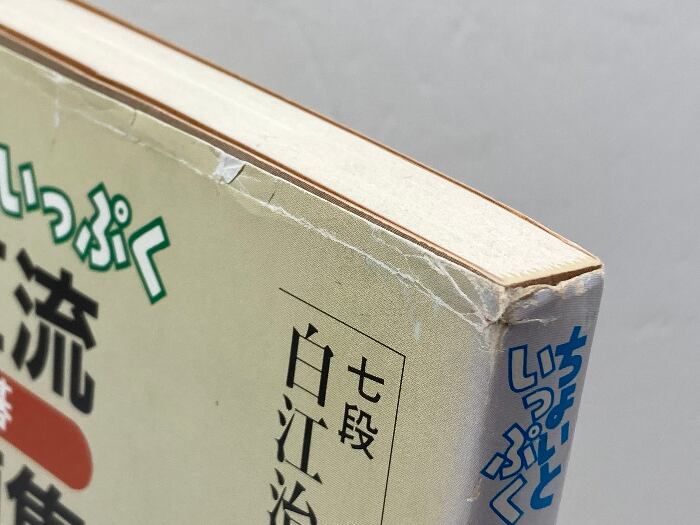 いっぷく
流
七段
白江治
ちょいと
いっぷく